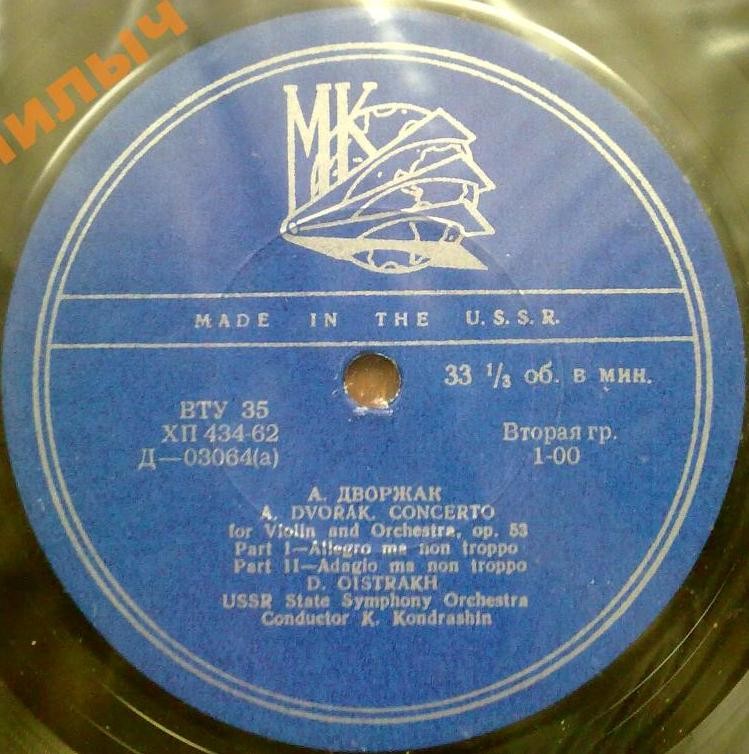 МК
MADE IN THE U.S.S.R.
33 1/3 об. в мин.
ВТУ 35
ХП 434-62
Д—03064(а)
Вторая гр.
1-00
А. ДВОРЖАК
A. DVORAK. CONCERTO
for Violin and Orchestra, op. 53
Part I—Allegro ma non troppo
Part II—Adagio ma non troppo
D. OISTRAKH
USSR State Symphony Orchestra
Conductor K. Kondrashin